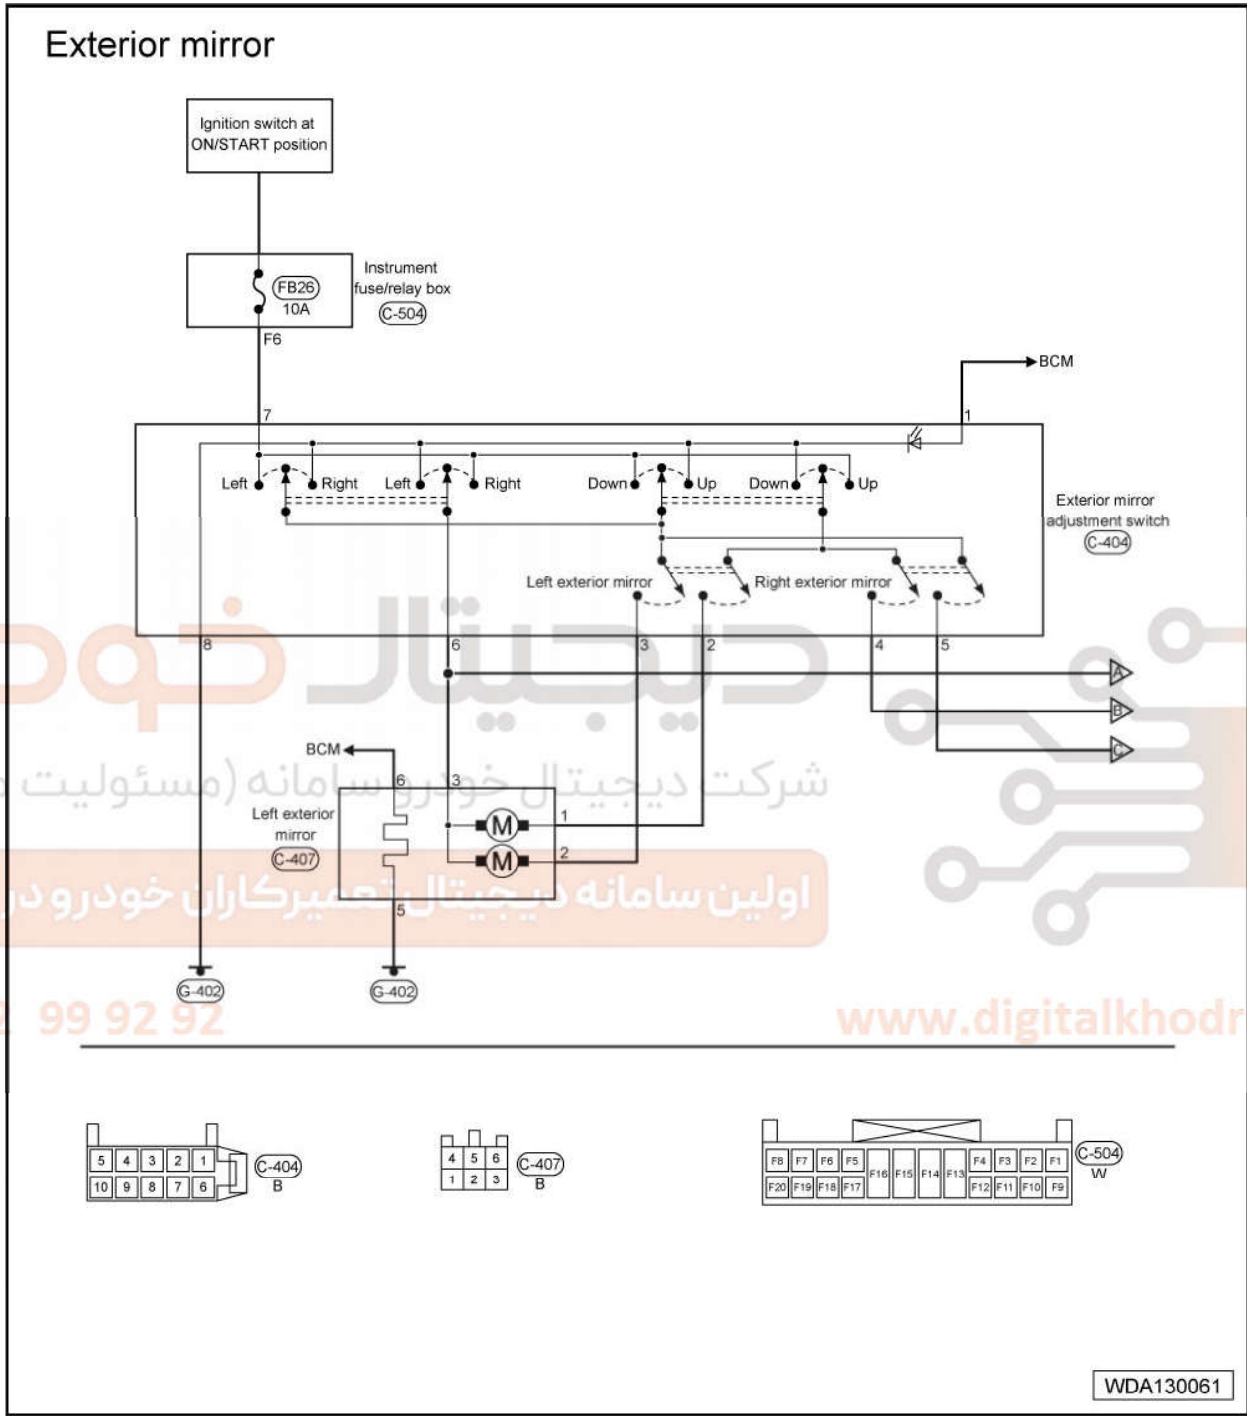 Exterior mirror
Ignition switch at
ON/START position
FB26
10A
Instrument
fuse/relay box
C-504
F6
BCM
7
1
Left
Right
Left
Right
Down
Up
Down
Up
Exterior mirror
adjustment switch
C-404
Left exterior mirror
Right exterior mirror
8
6
3
2
4
5
A
B
C
دیجیتال خود
BCM
6
3
شرکت دیجیتال خودرو سامانه (مسئولیت
Left exterior
mirror
C-407
M
1
M
2
اولین سامانه دیجیتال تعمیرکاران خودرو در
5
G-402
G-402
2 99 92 92
www.digitalkhodr
5 4 3 2 1
10 9 8 7 6
C-404
B
4 5 6
1 2 3
C-407
B
F8 F7 F6 F5 F16 F15 F14 F13 F4 F3 F2 F1
F20 F19 F18 F17 F12 F11 F10 F9
C-504
W
WDA130061